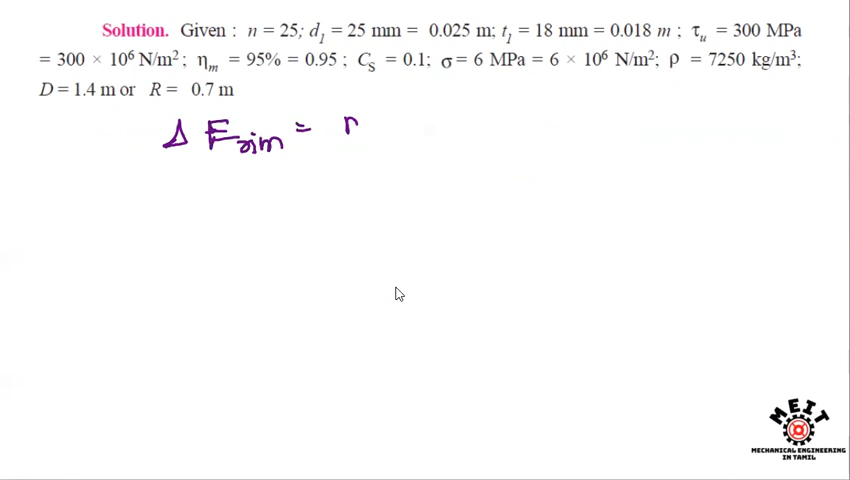 Solution. Given : n = 25; d₁ = 25 mm = 0.025 m; t₁ = 18 mm = 0.018 m ; τᵤ = 300 MPa
= 300 × 10⁶ N/m² ; ηₘ = 95% = 0.95 ; C_S = 0.1; σ = 6 MPa = 6 × 10⁶ N/m²; ρ = 7250 kg/m³;
D = 1.4 m or R = 0.7 m
Δ E_rim = r
MEIT
MECHANICAL ENGINEERING
IN TAMIL